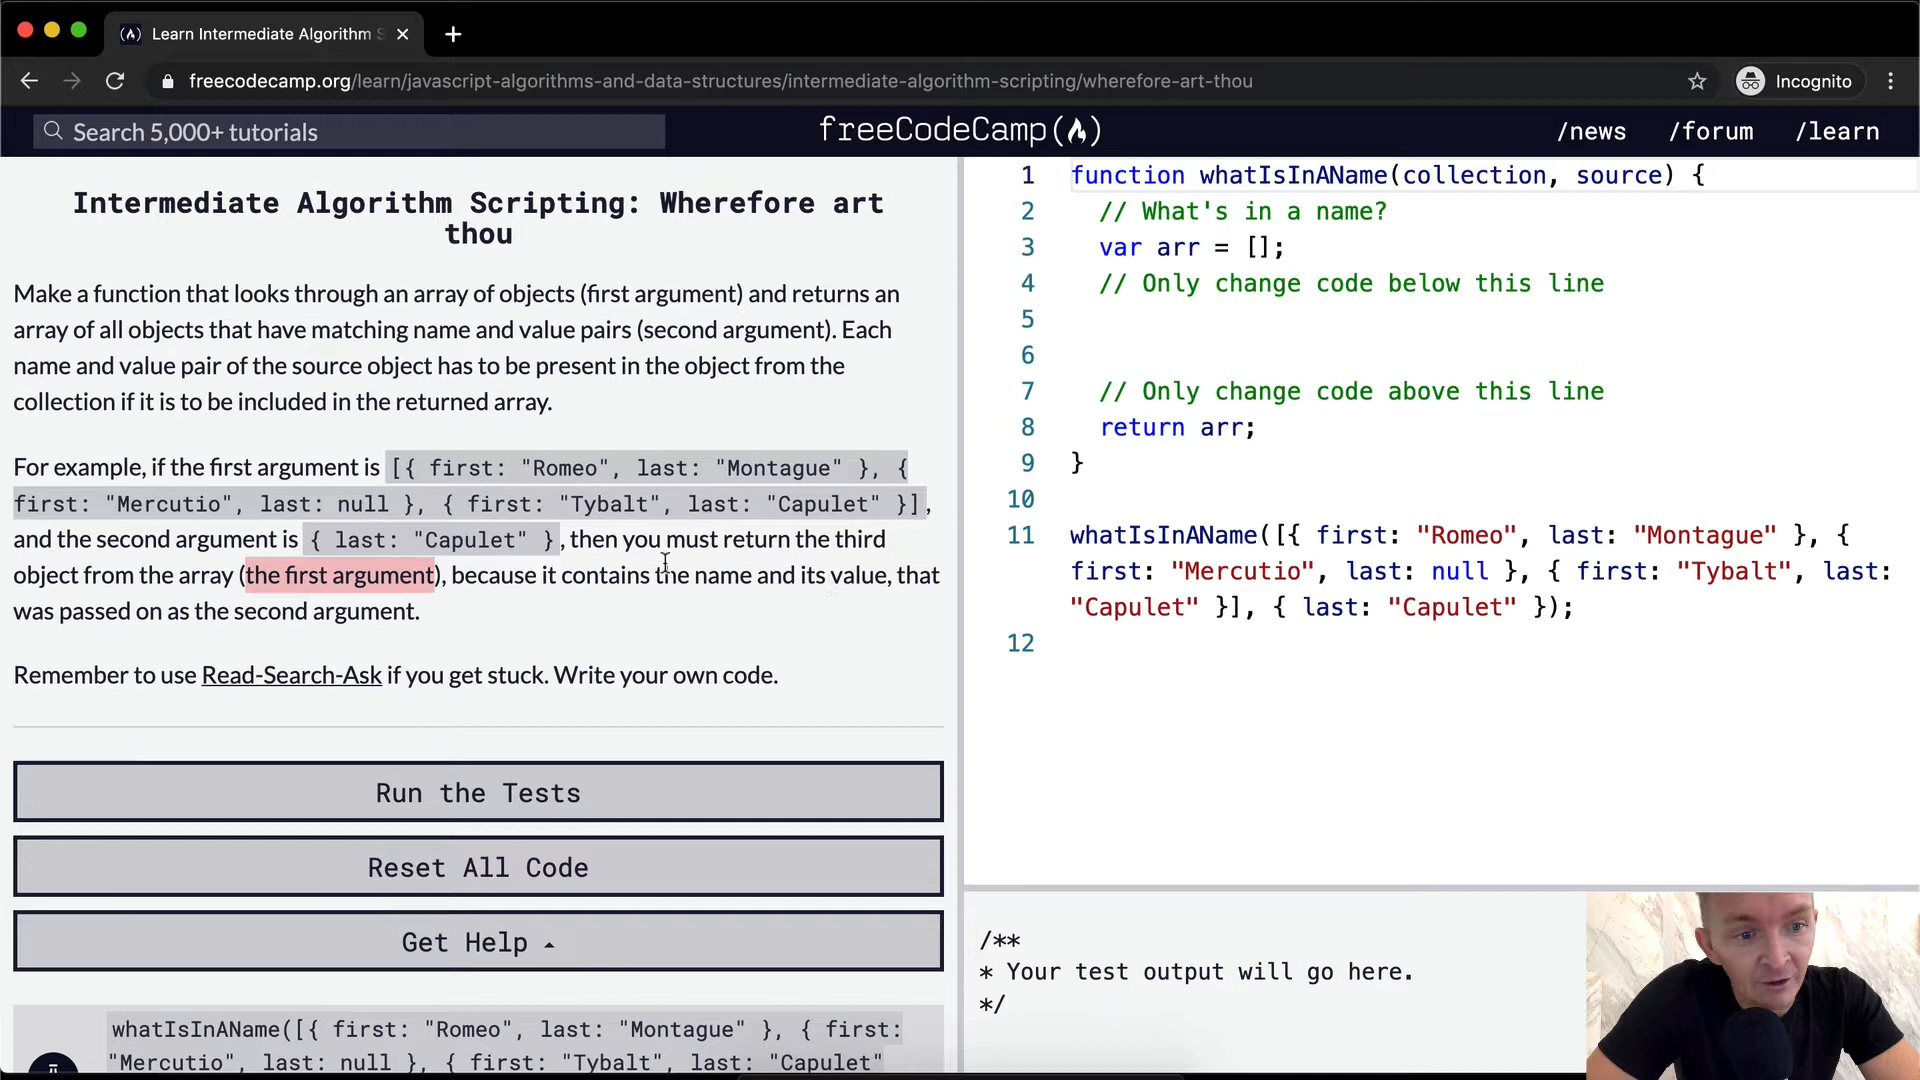 Learn Intermediate Algorithm S
freecodecamp.org/learn/javascript-algorithms-and-data-structures/intermediate-algorithm-scripting/wherefore-art-thou
Incognito
Search 5,000+ tutorials
freeCodeCamp
/news
/forum
/learn
Intermediate Algorithm Scripting: Wherefore art
thou
Make a function that looks through an array of objects (first argument) and returns an
array of all objects that have matching name and value pairs (second argument). Each
name and value pair of the source object has to be present in the object from the
collection if it is to be included in the returned array.
For example, if the first argument is [{ first: "Romeo", last: "Montague" }, {
first: "Mercutio", last: null }, { first: "Tybalt", last: "Capulet" }],
and the second argument is { last: "Capulet" }, then you must return the third
object from the array (the first argument), because it contains the name and its value, that
was passed on as the second argument.
Remember to use Read-Search-Ask if you get stuck. Write your own code.
Run the Tests
Reset All Code
Get Help
whatIsInAName([{ first: "Romeo", last: "Montague" }, { first:
"Mercutio", last: null }, { first: "Tybalt", last: "Capulet"
1 function whatIsInAName(collection, source) {
2 // What's in a name?
3 var arr = [];
4 // Only change code below this line
5
6
7 // Only change code above this line
8 return arr;
9 }
10
11 whatIsInAName([{ first: "Romeo", last: "Montague" }, {
first: "Mercutio", last: null }, { first: "Tybalt", last:
"Capulet" }], { last: "Capulet" });
12
/**
* Your test output will go here.
*/